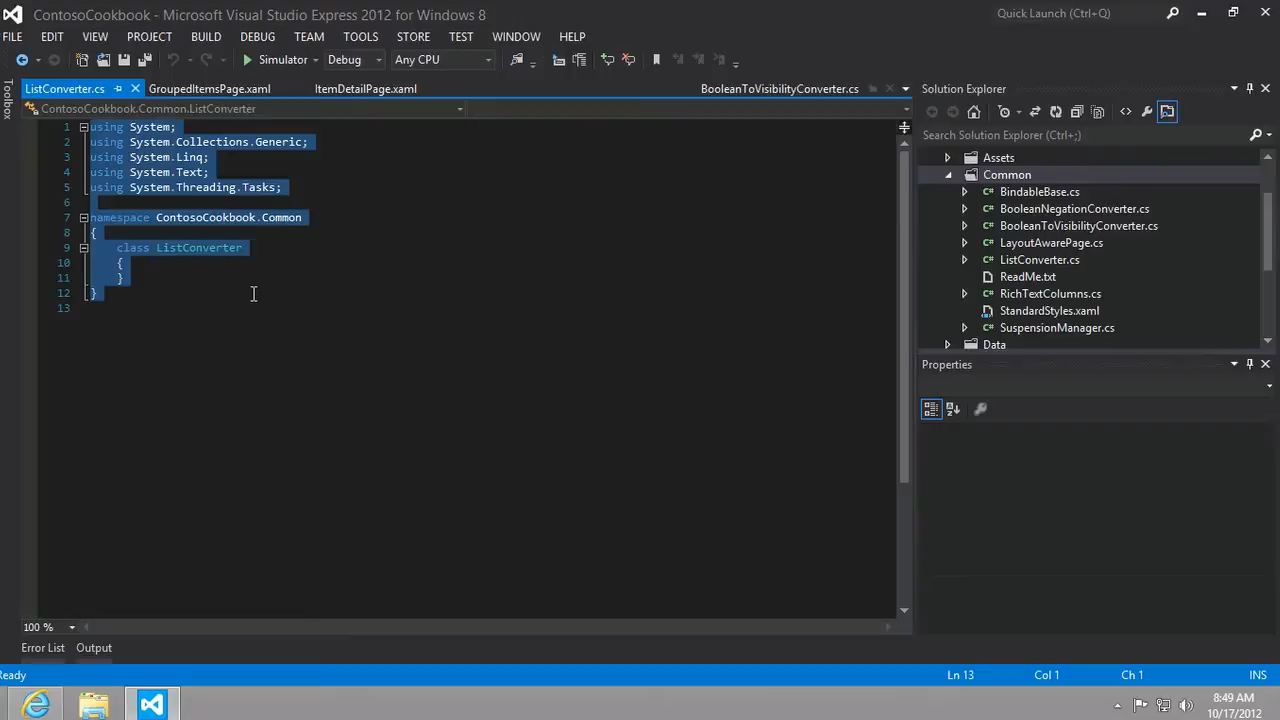 ContosoCookbook - Microsoft Visual Studio Express 2012 for Windows 8
Quick Launch (Ctrl+Q)
FILE EDIT VIEW PROJECT BUILD DEBUG TEAM TOOLS STORE TEST WINDOW HELP
Simulator Debug Any CPU
Toolbox
ListConverter.cs GroupedItemsPage.xaml ItemDetailPage.xaml BooleanToVisibilityConverter.cs
ContosoCookbook.Common.ListConverter
1 using System;
2 using System.Collections.Generic;
3 using System.Linq;
4 using System.Text;
5 using System.Threading.Tasks;
6
7 namespace ContosoCookbook.Common
8 {
9 class ListConverter
10 {
11 }
12 }
13
100 %
Error List Output
Solution Explorer
Search Solution Explorer (Ctrl+;)
Assets
Common
C# BindableBase.cs
C# BooleanNegationConverter.cs
C# BooleanToVisibilityConverter.cs
C# LayoutAwarePage.cs
C# ListConverter.cs
ReadMe.txt
C# RichTextColumns.cs
StandardStyles.xaml
C# SuspensionManager.cs
Data
Properties
Ready Ln 13 Col 1 Ch 1 INS
8:49 AM
10/17/2012